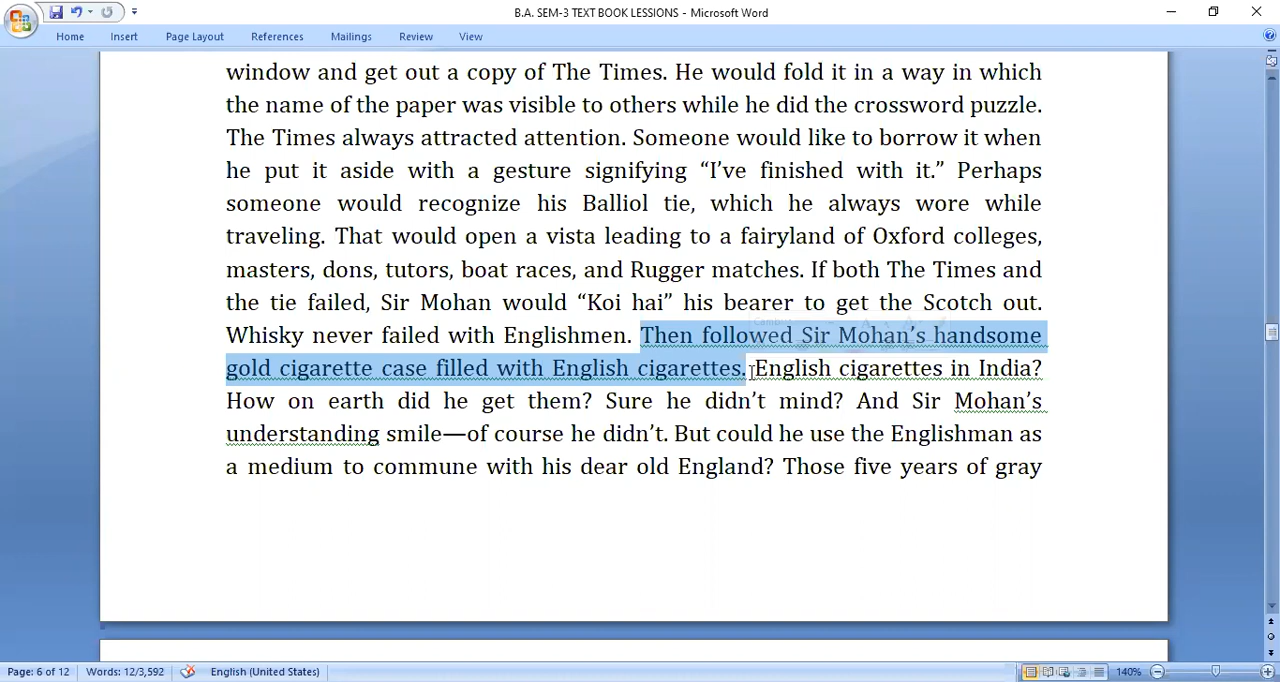 B.A. SEM-3 TEXT BOOK LESSIONS - Microsoft Word
Home Insert Page Layout References Mailings Review View
window and get out a copy of The Times. He would fold it in a way in which
the name of the paper was visible to others while he did the crossword puzzle.
The Times always attracted attention. Someone would like to borrow it when
he put it aside with a gesture signifying “I’ve finished with it.” Perhaps
someone would recognize his Balliol tie, which he always wore while
traveling. That would open a vista leading to a fairyland of Oxford colleges,
masters, dons, tutors, boat races, and Rugger matches. If both The Times and
the tie failed, Sir Mohan would “Koi hai” his bearer to get the Scotch out.
Whisky never failed with Englishmen. Then followed Sir Mohan’s handsome
gold cigarette case filled with English cigarettes. English cigarettes in India?
How on earth did he get them? Sure he didn’t mind? And Sir Mohan’s
understanding smile—of course he didn’t. But could he use the Englishman as
a medium to commune with his dear old England? Those five years of gray
Page: 6 of 12 Words: 12/3,592 English (United States) 140%